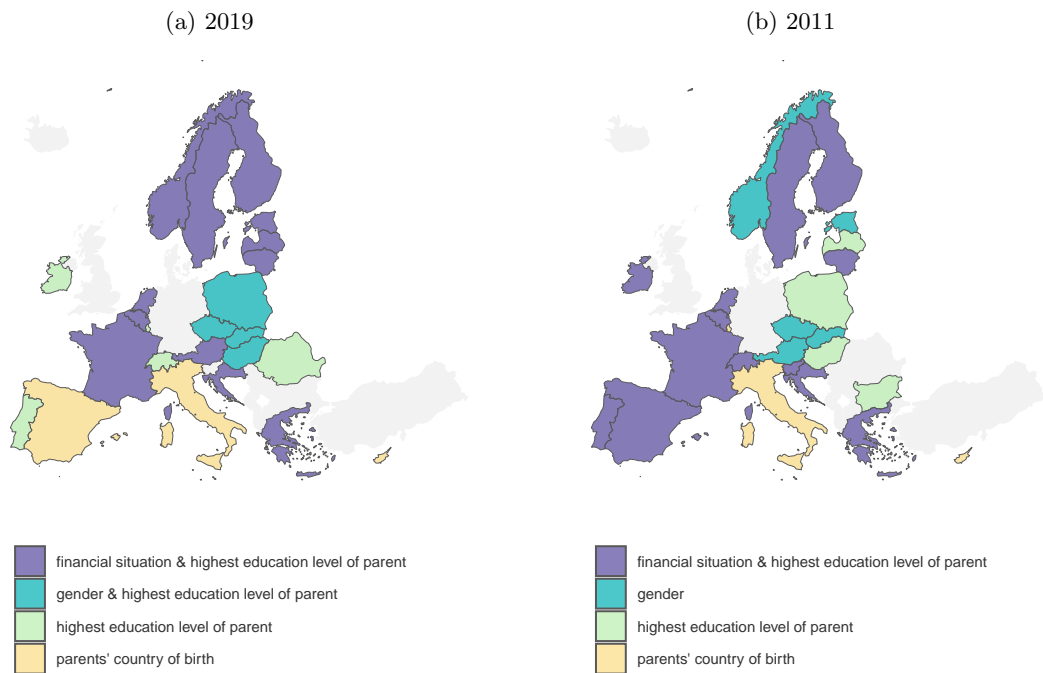 (a) 2019
(b) 2011
financial situation & highest education level of parent
gender & highest education level of parent
highest education level of parent
parents' country of birth
financial situation & highest education level of parent
gender
highest education level of parent
parents' country of birth